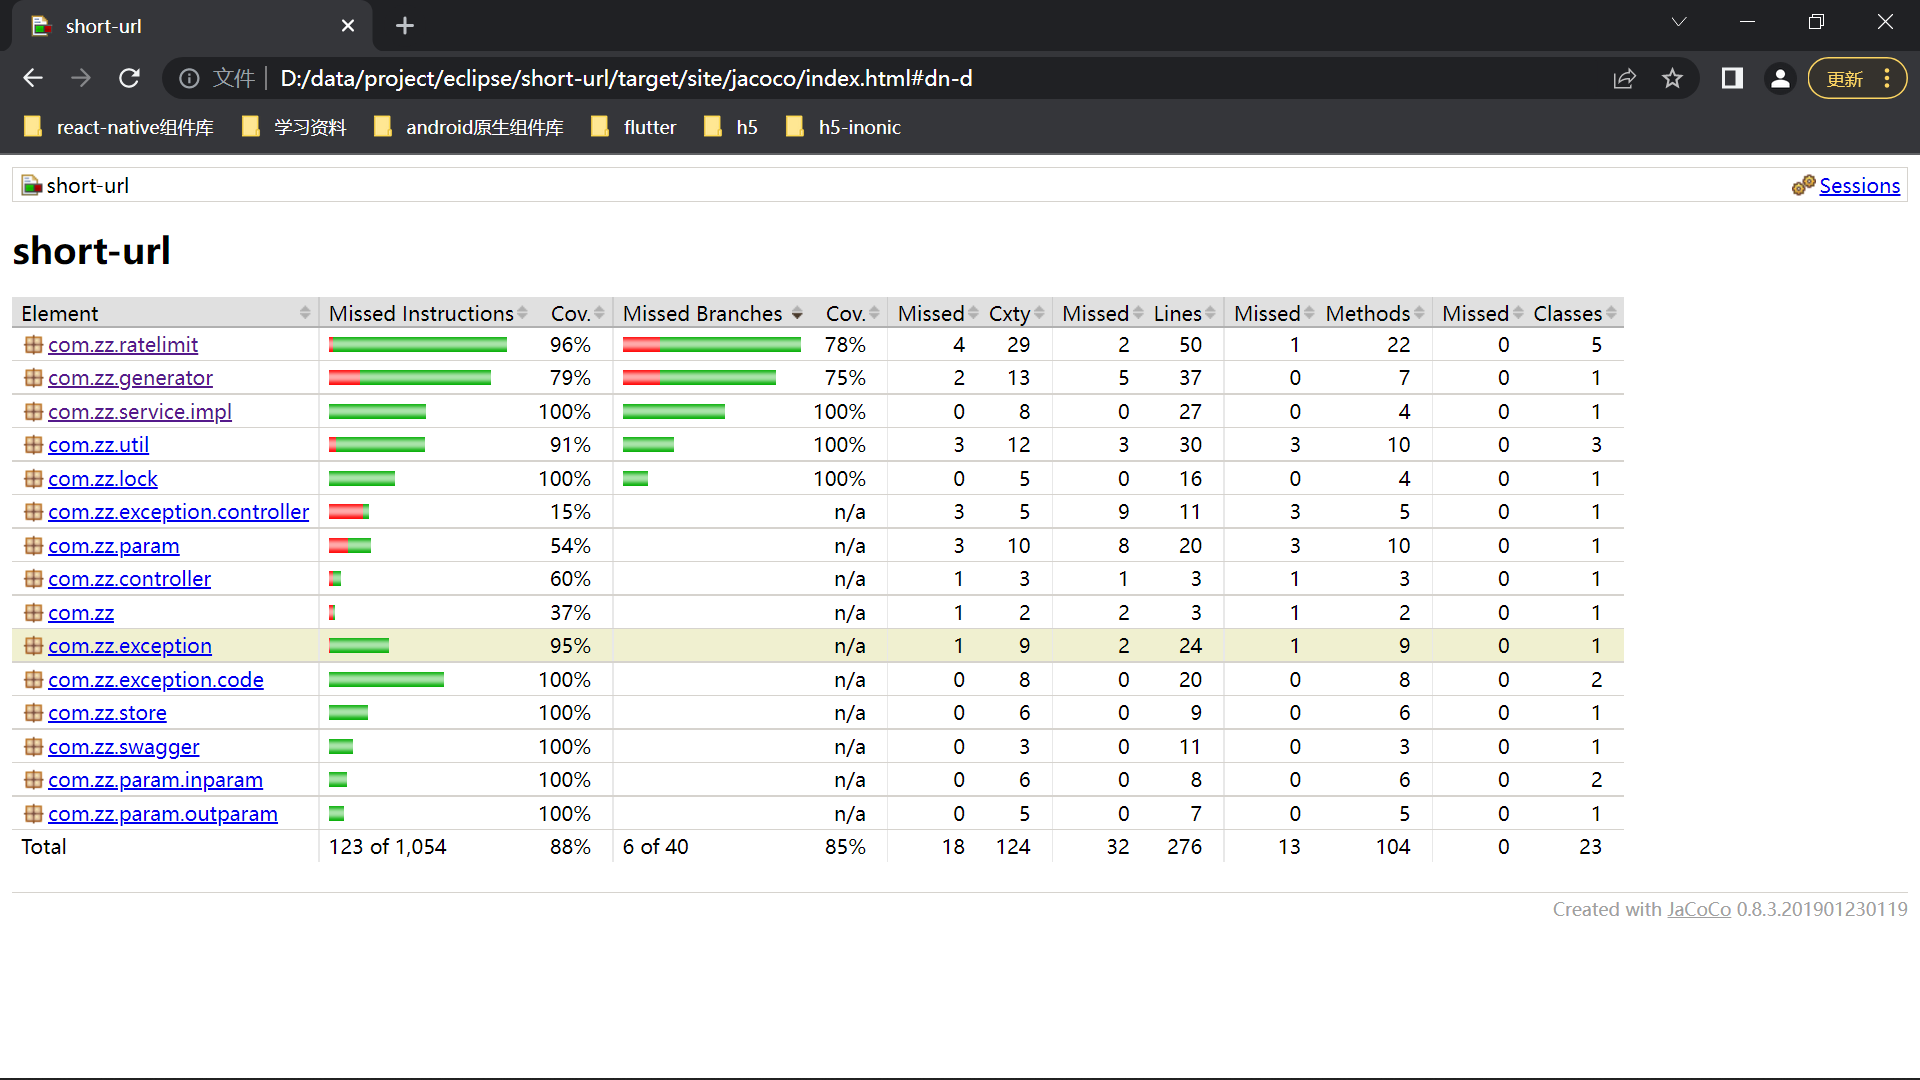 short-url
文件 D:/data/project/eclipse/short-url/target/site/jacoco/index.html#dn-d 更新
react-native组件库 学习资料 android原生组件库 flutter h5 h5-inonic
short-url Sessions
short-url
Element Missed Instructions Cov. Missed Branches Cov. Missed Cxty Missed Lines Missed Methods Missed Classes
com.zz.ratelimit 96% 78% 4 29 2 50 1 22 0 5
com.zz.generator 79% 75% 2 13 5 37 0 7 0 1
com.zz.service.impl 100% 100% 0 8 0 27 0 4 0 1
com.zz.util 91% 100% 3 12 3 30 3 10 0 3
com.zz.lock 100% 100% 0 5 0 16 0 4 0 1
com.zz.exception.controller 15% n/a 3 5 9 11 3 5 0 1
com.zz.param 54% n/a 3 10 8 20 3 10 0 1
com.zz.controller 60% n/a 1 3 1 3 1 3 0 1
com.zz 37% n/a 1 2 2 3 1 2 0 1
com.zz.exception 95% n/a 1 9 2 24 1 9 0 1
com.zz.exception.code 100% n/a 0 8 0 20 0 8 0 2
com.zz.store 100% n/a 0 6 0 9 0 6 0 1
com.zz.swagger 100% n/a 0 3 0 11 0 3 0 1
com.zz.param.inparam 100% n/a 0 6 0 8 0 6 0 2
com.zz.param.outparam 100% n/a 0 5 0 7 0 5 0 1
Total 123 of 1,054 88% 6 of 40 85% 18 124 32 276 13 104 0 23
Created with JaCoCo 0.8.3.201901230119